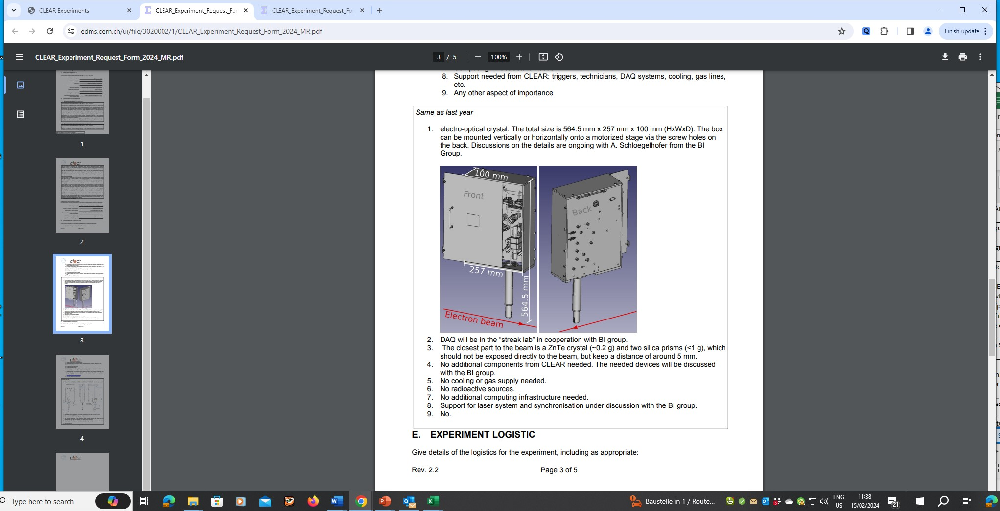 CLEAR Experiments
CLEAR_Experiment_Request_Fo
CLEAR_Experiment_Request_Fo
edms.cern.ch/ui/file/3020002/1/CLEAR_Experiment_Request_Form_2024_MR.pdf
Finish update
CLEAR_Experiment_Request_Form_2024_MR.pdf
3 / 5
100%
8. Support needed from CLEAR: triggers, technicians, DAQ systems, cooling, gas lines,
etc.
9. Any other aspect of importance
Same as last year
1. electro-optical crystal. The total size is 564.5 mm x 257 mm x 100 mm (HxWxD). The box
can be mounted vertically or horizontally onto a motorized stage via the screw holes on
the back. Discussions on the details are ongoing with A. Schloegelhofer from the BI
Group.
100 mm
Front
Back
257 mm
564.5 mm
Electron beam
2. DAQ will be in the “streak lab” in cooperation with BI group.
3. The closest part to the beam is a ZnTe crystal (~0.2 g) and two silica prisms (<1 g), which
should not be exposed directly to the beam, but keep a distance of around 5 mm.
4. No additional components from CLEAR needed. The needed devices will be discussed
with the BI group.
5. No cooling or gas supply needed.
6. No radioactive sources.
7. No additional computing infrastructure needed.
8. Support for laser system and synchronisation under discussion with the BI group.
9. No.
E. EXPERIMENT LOGISTIC
Give details of the logistics for the experiment, including as appropriate:
Rev. 2.2 Page 3 of 5
1
clear
2
clear
3
clear
4
clear
Type here to search
Baustelle in 1 / Route...
ENG
US
11:38
15/02/2024
21